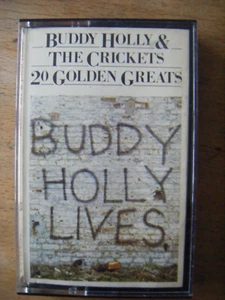 BUDDY HOLLY &
THE CRICKETS
20 GOLDEN GREATS
BUDDY
HOLLY
LIVES.